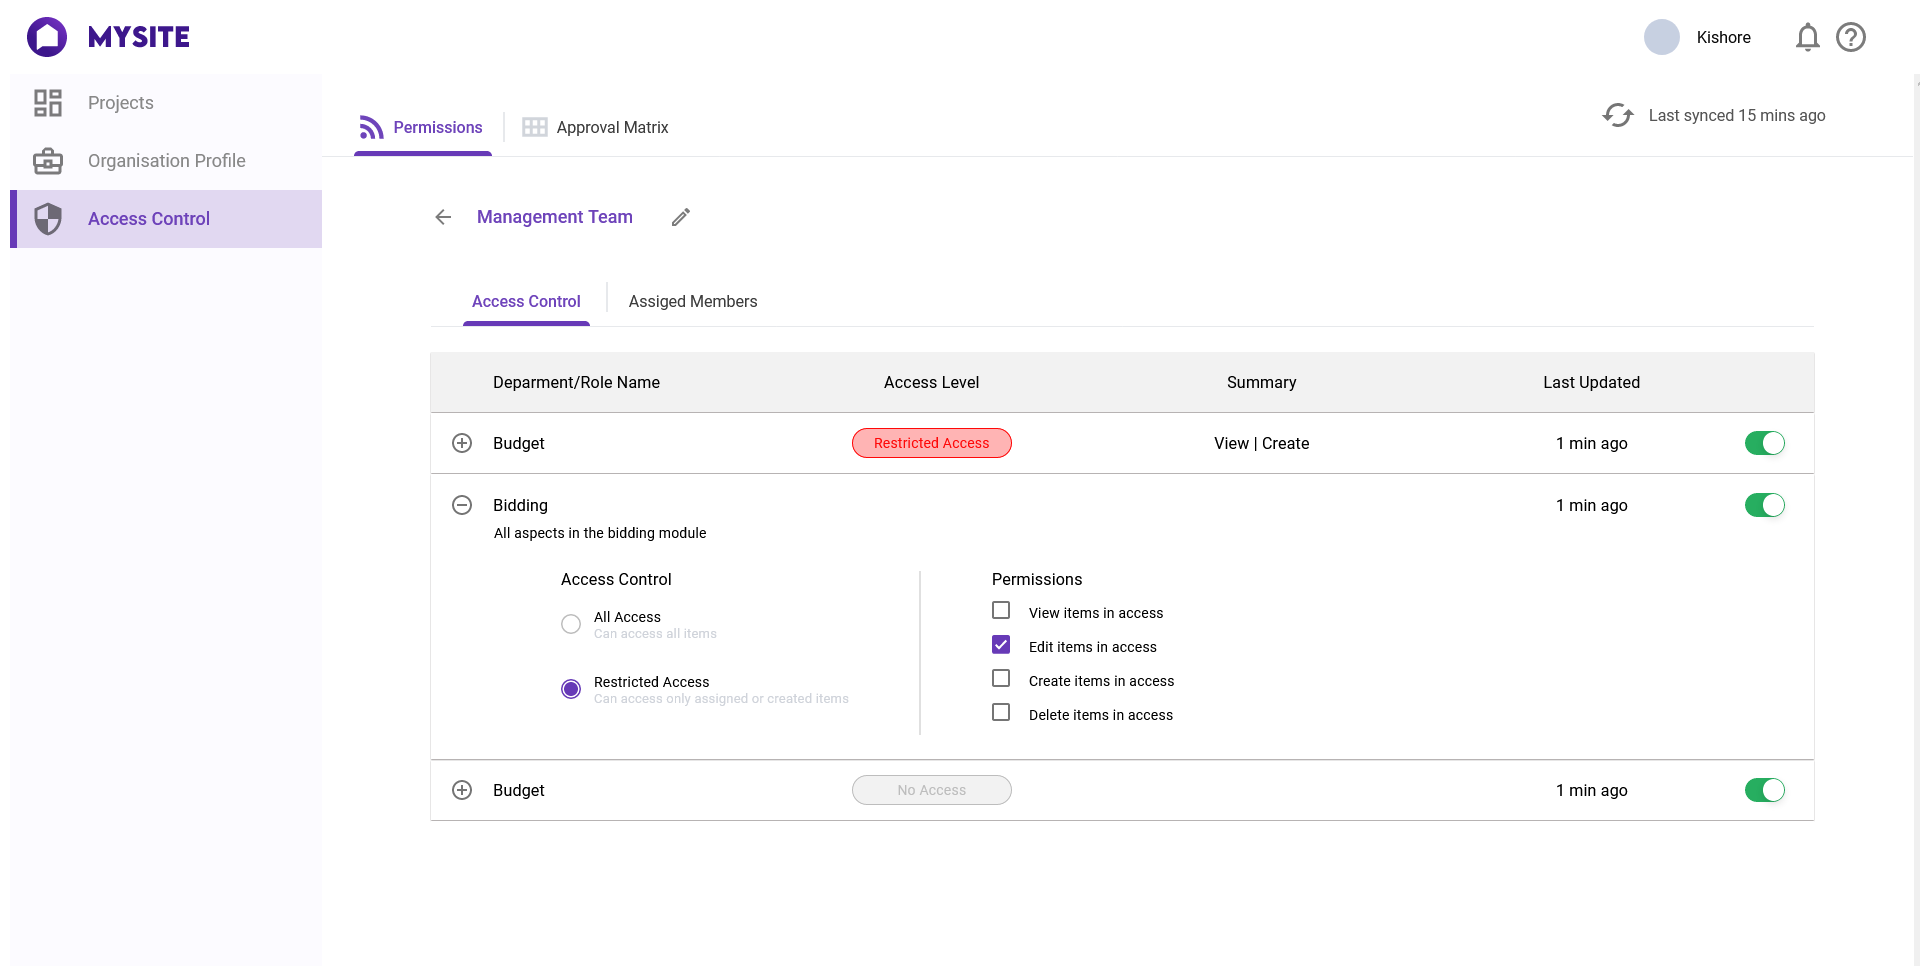 MYSITE
Kishore
Projects
Organisation Profile
Access Control
Permissions
Approval Matrix
Last synced 15 mins ago
Management Team
Access Control
Assiged Members
Deparment/Role Name Access Level Summary Last Updated
Budget Restricted Access View | Create 1 min ago
Bidding 1 min ago
All aspects in the bidding module
Access Control
All Access
Can access all items
Restricted Access
Can access only assigned or created items
Permissions
View items in access
Edit items in access
Create items in access
Delete items in access
Budget No Access 1 min ago